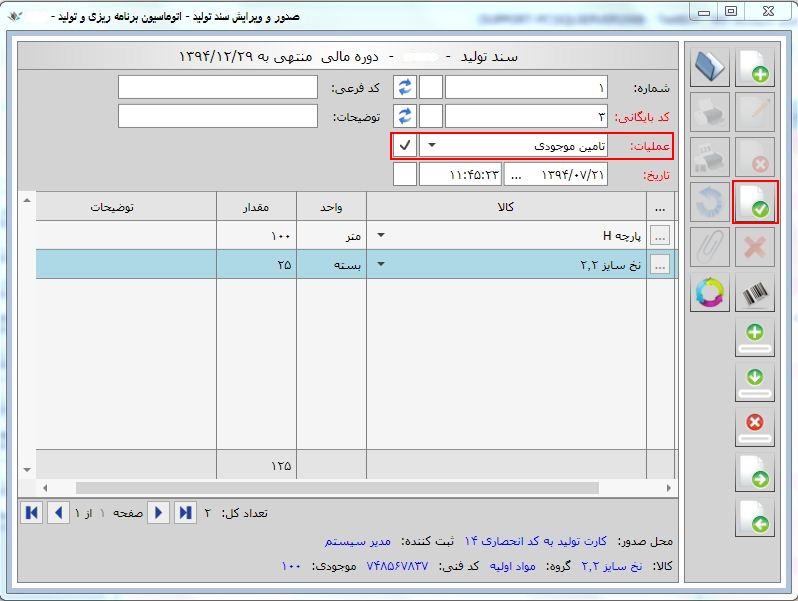 صدور و ویرایش سند تولید - اتوماسیون برنامه ریزی و تولید -
سند تولید - - دوره مالی منتهی به ۱۳۹۴/۱۲/۲۹
شماره: ۱ کد فرعی:
کد بایگانی: ۳ توضیحات:
عملیات: تامین موجودی
تاریخ: ۱۳۹۴/۰۷/۲۱ ... ۱۱:۴۵:۲۳
... کالا واحد مقدار توضیحات
... پارچه H متر ۱۰۰
... نخ سایز ۲,۲ بسته ۲۵
۱۲۵
تعداد کل: ۲ صفحه ۱ از ۱
محل صدور: کارت تولید به کد انحصاری ۱۴ ثبت کننده: مدیر سیستم
کالا: نخ سایز ۲,۲ گروه: مواد اولیه کد فنی: ۷۴۸۵۶۷۸۳۷ موجودی: ۱۰۰